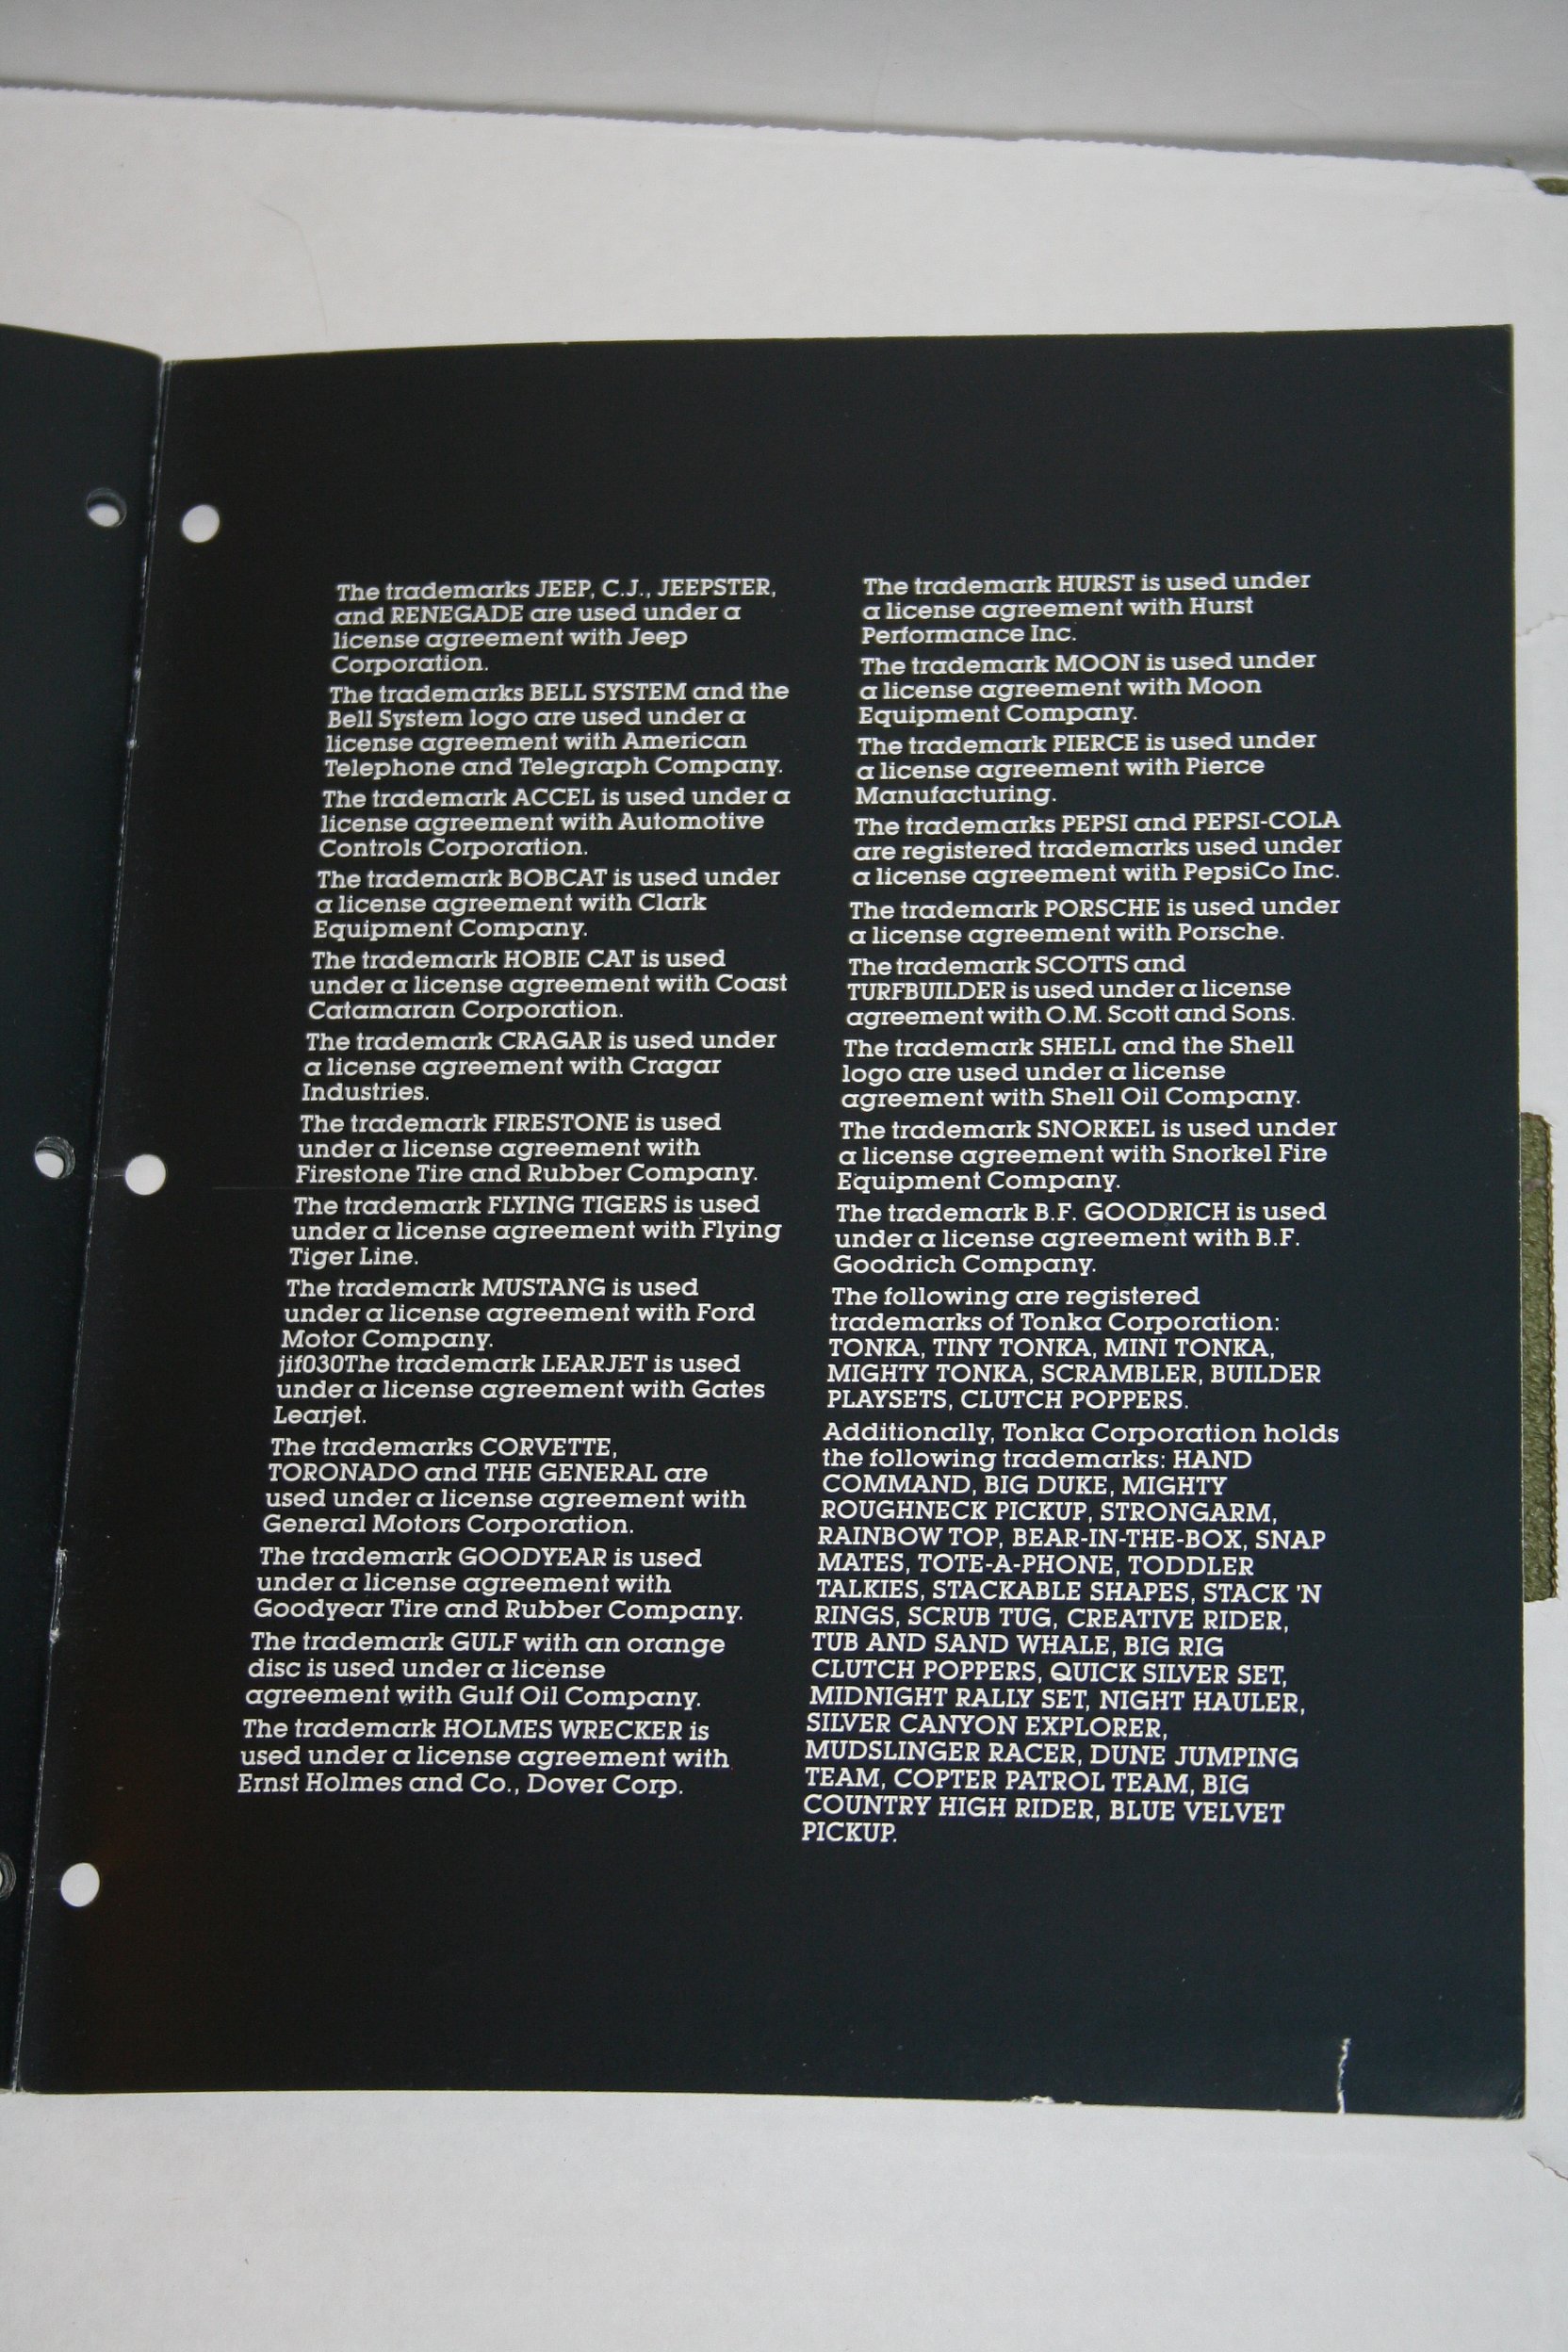 The trademarks JEEP, C.J., JEEPSTER,
and RENEGADE are used under a
license agreement with Jeep
Corporation.
The trademarks BELL SYSTEM and the
Bell System logo are used under a
license agreement with American
Telephone and Telegraph Company.
The trademark ACCEL is used under a
license agreement with Automotive
Controls Corporation.
The trademark BOBCAT is used under
a license agreement with Clark
Equipment Company.
The trademark HOBIE CAT is used
under a license agreement with Coast
Catamaran Corporation.
The trademark CRAGAR is used under
a license agreement with Cragar
Industries.
The trademark FIRESTONE is used
under a license agreement with
Firestone Tire and Rubber Company.
The trademark FLYING TIGERS is used
under a license agreement with Flying
Tiger Line.
The trademark MUSTANG is used
under a license agreement with Ford
Motor Company.
jif030The trademark LEARJET is used
under a license agreement with Gates
Learjet.
The trademarks CORVETTE,
TORONADO and THE GENERAL are
used under a license agreement with
General Motors Corporation.
The trademark GOODYEAR is used
under a license agreement with
Goodyear Tire and Rubber Company.
The trademark GULF with an orange
disc is used under a license
agreement with Gulf Oil Company.
The trademark HOLMES WRECKER is
used under a license agreement with
Ernst Holmes and Co., Dover Corp.
The trademark HURST is used under
a license agreement with Hurst
Performance Inc.
The trademark MOON is used under
a license agreement with Moon
Equipment Company.
The trademark PIERCE is used under
a license agreement with Pierce
Manufacturing.
The trademarks PEPSI and PEPSI-COLA
are registered trademarks used under
a license agreement with PepsiCo Inc.
The trademark PORSCHE is used under
a license agreement with Porsche.
The trademark SCOTTS and
TURFBUILDER is used under a license
agreement with O.M. Scott and Sons.
The trademark SHELL and the Shell
logo are used under a license
agreement with Shell Oil Company.
The trademark SNORKEL is used under
a license agreement with Snorkel Fire
Equipment Company.
The trademark B.F. GOODRICH is used
under a license agreement with B.F.
Goodrich Company.
The following are registered
trademarks of Tonka Corporation:
TONKA, TINY TONKA, MINI TONKA,
MIGHTY TONKA, SCRAMBLER, BUILDER
PLAYSETS, CLUTCH POPPERS.
Additionally, Tonka Corporation holds
the following trademarks: HAND
COMMAND, BIG DUKE, MIGHTY
ROUGHNECK PICKUP, STRONGARM,
RAINBOW TOP, BEAR-IN-THE-BOX, SNAP
MATES, TOTE-A-PHONE, TODDLER
TALKIES, STACKABLE SHAPES, STACK 'N
RINGS, SCRUB TUG, CREATIVE RIDER,
TUB AND SAND WHALE, BIG RIG
CLUTCH POPPERS, QUICK SILVER SET,
MIDNIGHT RALLY SET, NIGHT HAULER,
SILVER CANYON EXPLORER,
MUDSLINGER RACER, DUNE JUMPING
TEAM, COPTER PATROL TEAM, BIG
COUNTRY HIGH RIDER, BLUE VELVET
PICKUP.